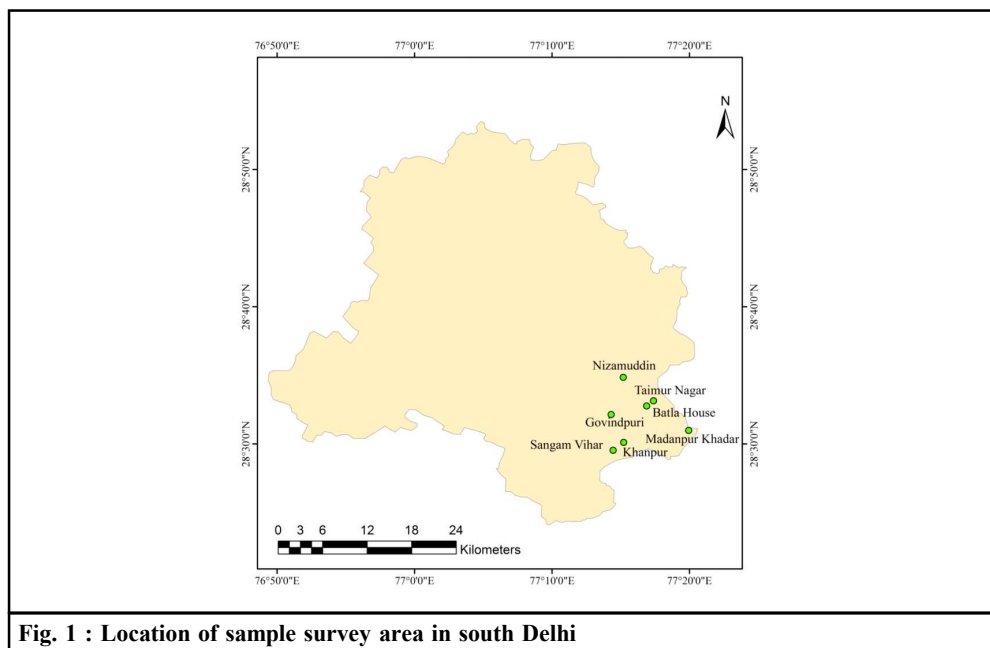 76°50'0"E 77°0'0"E 77°10'0"E 77°20'0"E
N
28°50'0"N 28°50'0"N
28°40'0"N 28°40'0"N
Nizamuddin
Taimur Nagar
Batla House
Govindpuri
Madanpur Khadar
28°30'0"N 28°30'0"N
Sangam Vihar Khanpur
0 3 6 12 18 24
Kilometers
76°50'0"E 77°0'0"E 77°10'0"E 77°20'0"E
Fig. 1 : Location of sample survey area in south Delhi